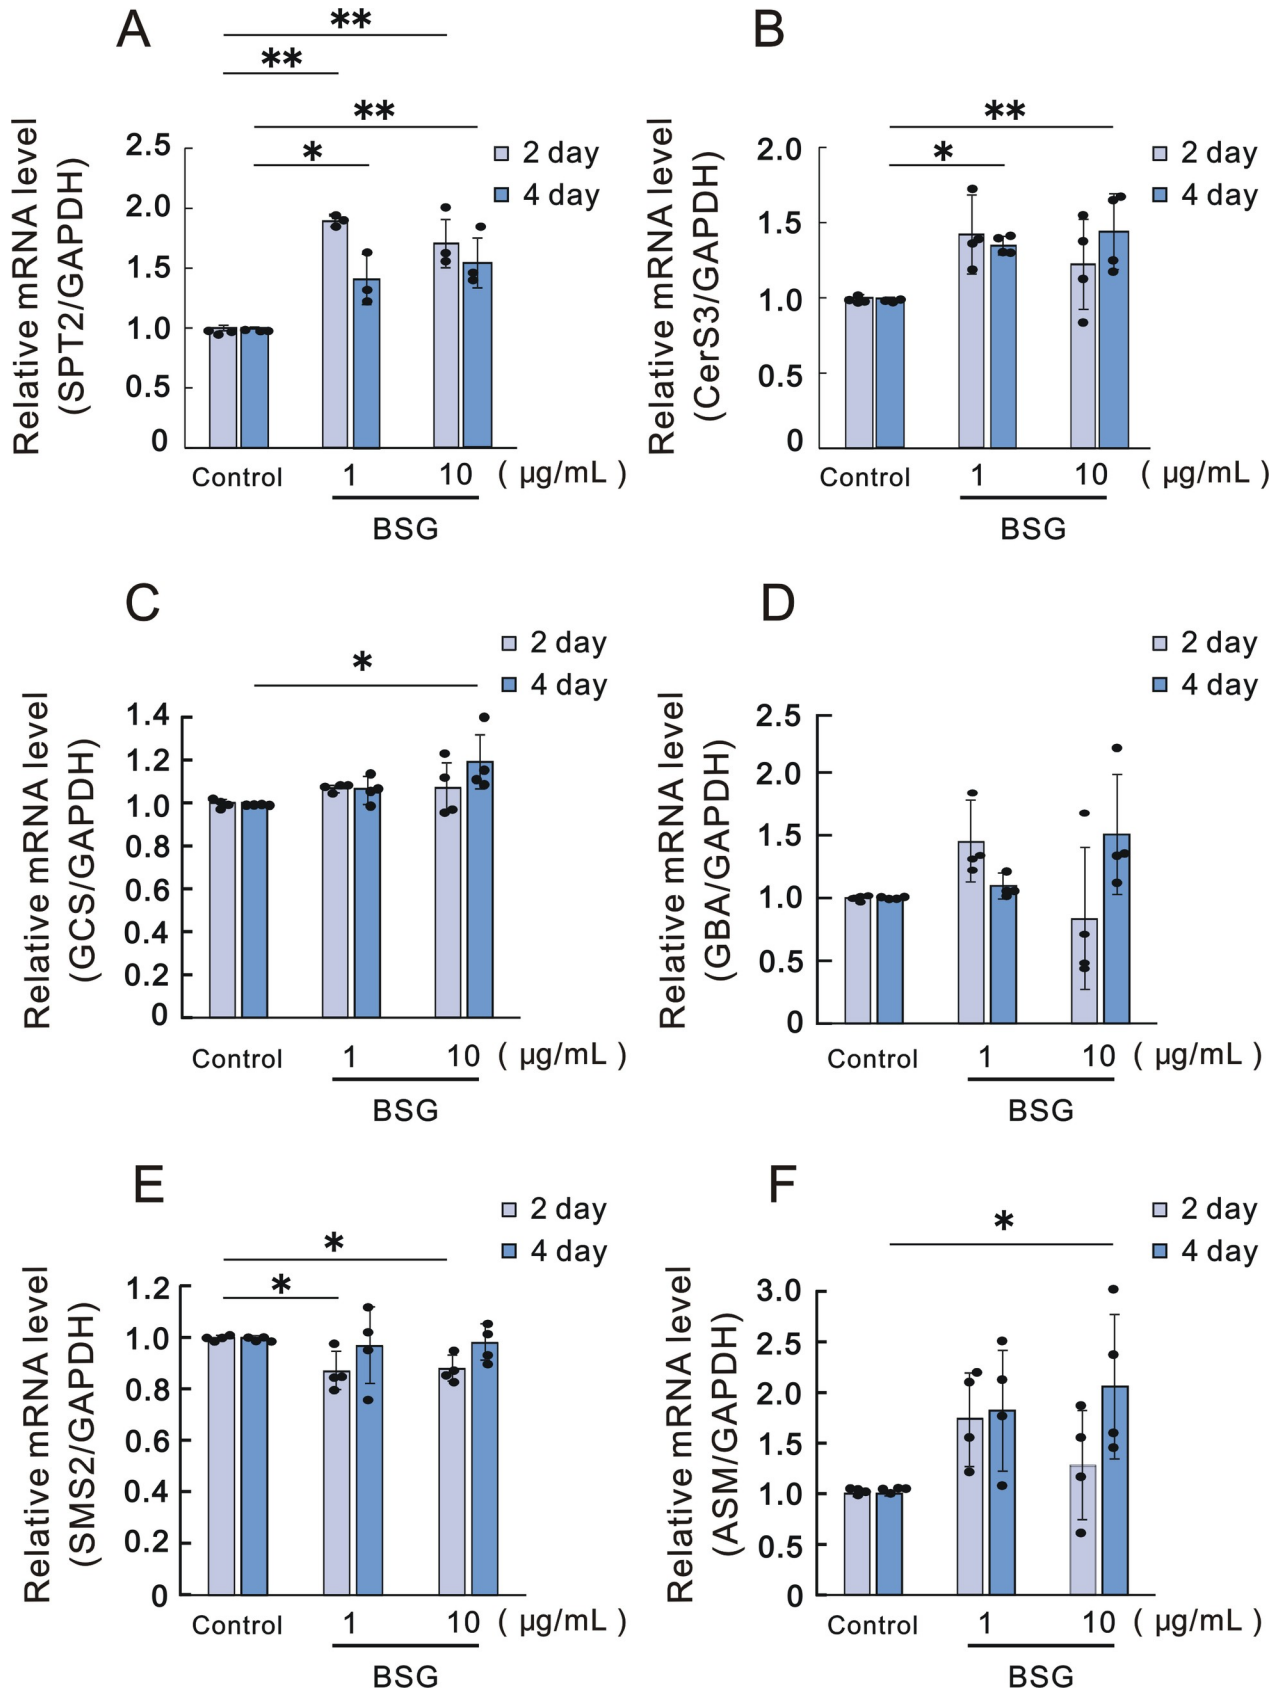 A
**
**
**
*
2 day
4 day
Relative mRNA level
(SPT2/GAPDH)
2.5
2.0
1.5
1.0
0.5
0
Control
1
10
( µg/mL )
BSG
B
**
*
2 day
4 day
Relative mRNA level
(CerS3/GAPDH)
2.0
1.5
1.0
0.5
0
Control
1
10
( µg/mL )
BSG
C
*
2 day
4 day
Relative mRNA level
(GCS/GAPDH)
1.4
1.2
1.0
0.8
0.6
0.4
0.2
0
Control
1
10
( µg/mL )
BSG
D
2 day
4 day
Relative mRNA level
(GBA/GAPDH)
2.5
2.0
1.5
1.0
0.5
0
Control
1
10
( µg/mL )
BSG
E
*
*
2 day
4 day
Relative mRNA level
(SMS2/GAPDH)
1.2
1.0
0.8
0.6
0.4
0.2
0
Control
1
10
( µg/mL )
BSG
F
*
2 day
4 day
Relative mRNA level
(ASM/GAPDH)
3.0
2.5
2.0
1.5
1.0
0.5
0
Control
1
10
( µg/mL )
BSG